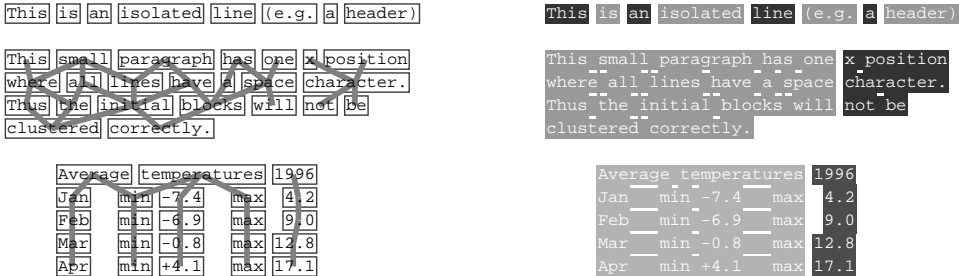 This is an isolated line (e.g. a header)
This small paragraph has one x position
where all lines have a space character.
Thus the initial blocks will not be
clustered correctly.
Average temperatures 1996
Jan min -7.4 max 4.2
Feb min -6.9 max 9.0
Mar min -0.8 max 12.8
Apr min +4.1 max 17.1
This is an isolated line (e.g. a header)
This small paragraph has one x position
where all lines have a space character.
Thus the initial blocks will not be
clustered correctly.
Average temperatures 1996
Jan min -7.4 max 4.2
Feb min -6.9 max 9.0
Mar min -0.8 max 12.8
Apr min +4.1 max 17.1